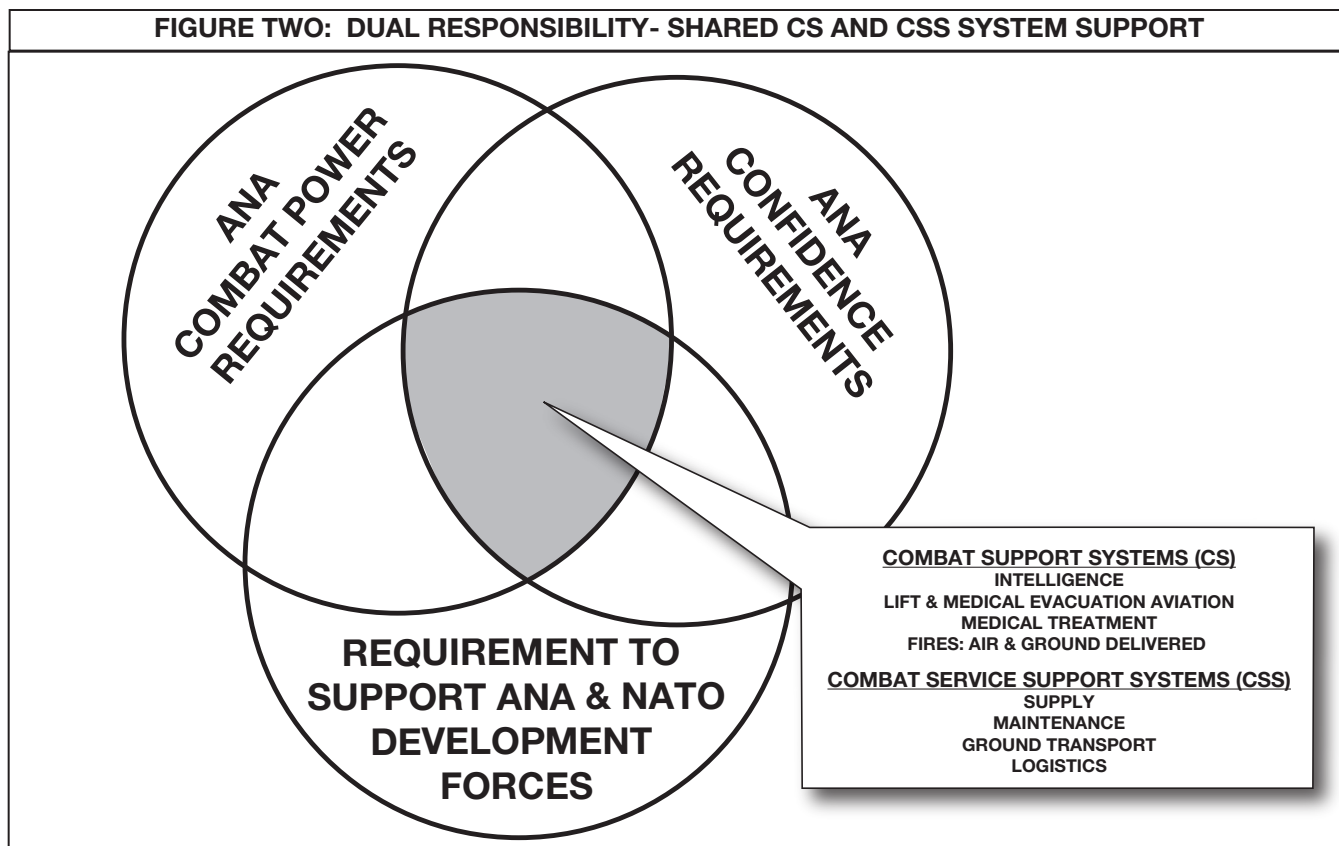 FIGURE TWO: DUAL RESPONSIBILITY- SHARED CS AND CSS SYSTEM SUPPORT
ANA
COMBAT POWER
REQUIREMENTS
ANA
CONFIDENCE
REQUIREMENTS
REQUIREMENT TO
SUPPORT ANA & NATO
DEVELOPMENT
FORCES
COMBAT SUPPORT SYSTEMS (CS)
INTELLIGENCE
LIFT & MEDICAL EVACUATION AVIATION
MEDICAL TREATMENT
FIRES: AIR & GROUND DELIVERED
COMBAT SERVICE SUPPORT SYSTEMS (CSS)
SUPPLY
MAINTENANCE
GROUND TRANSPORT
LOGISTICS